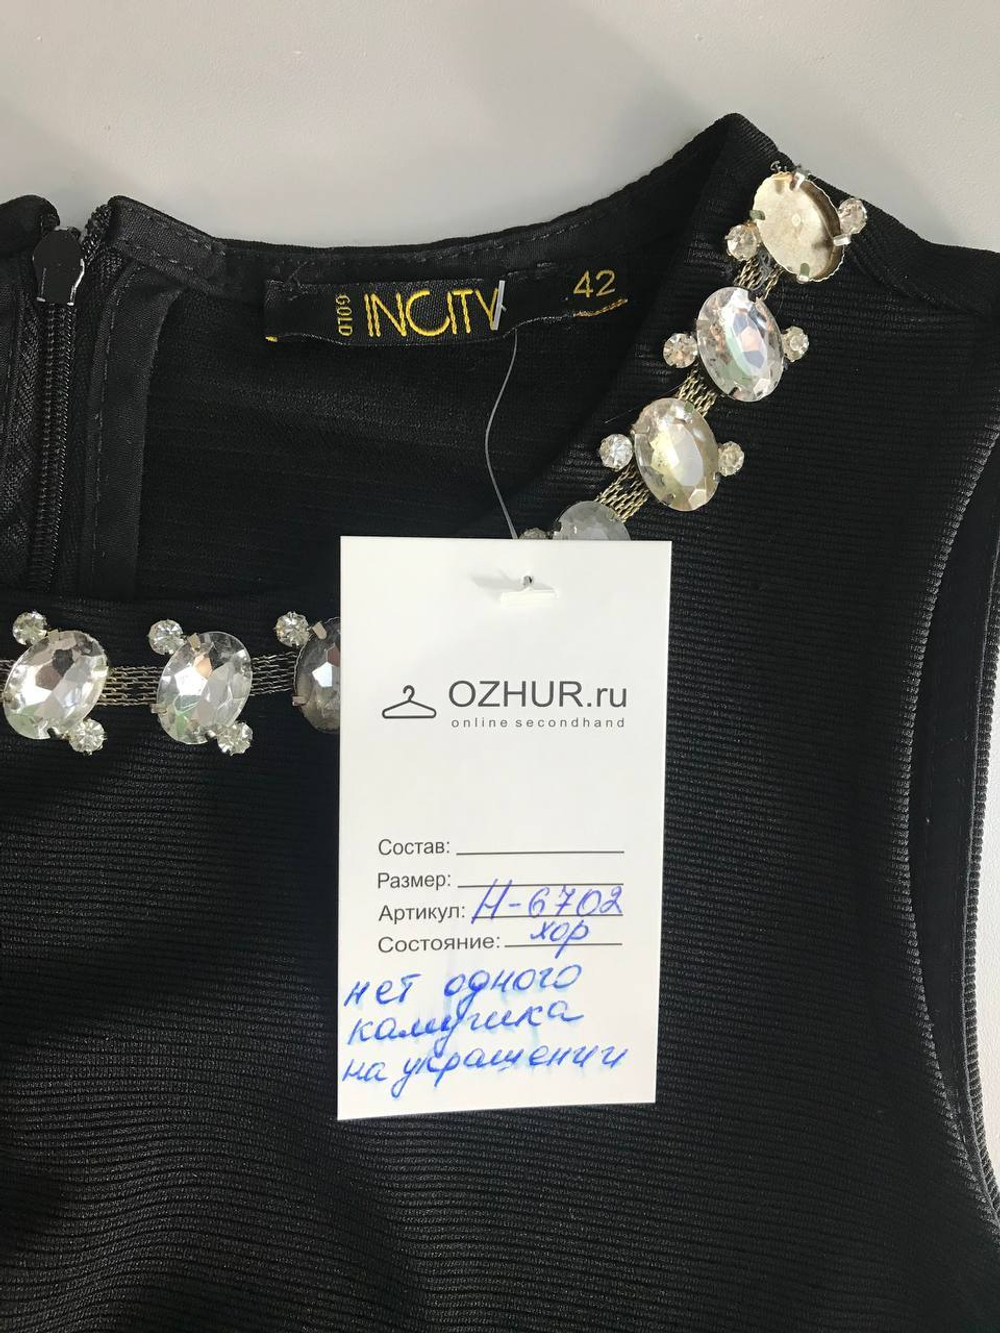 GOLD INCITY 42
OZHUR.ru
online secondhand
Состав:
Размер:
Артикул: Н-6702
Состояние: хор
нет одного
камушка
на украшении